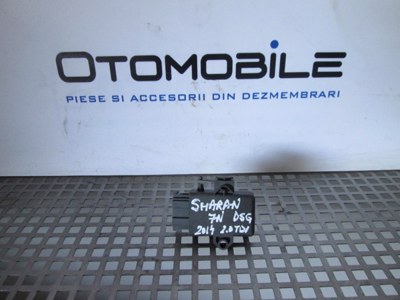 OTOMOBILE
PIESE SI ACCESORII DIN DEZMEMBRARI
SHARAN
7N DSG
2014 2.0TDI